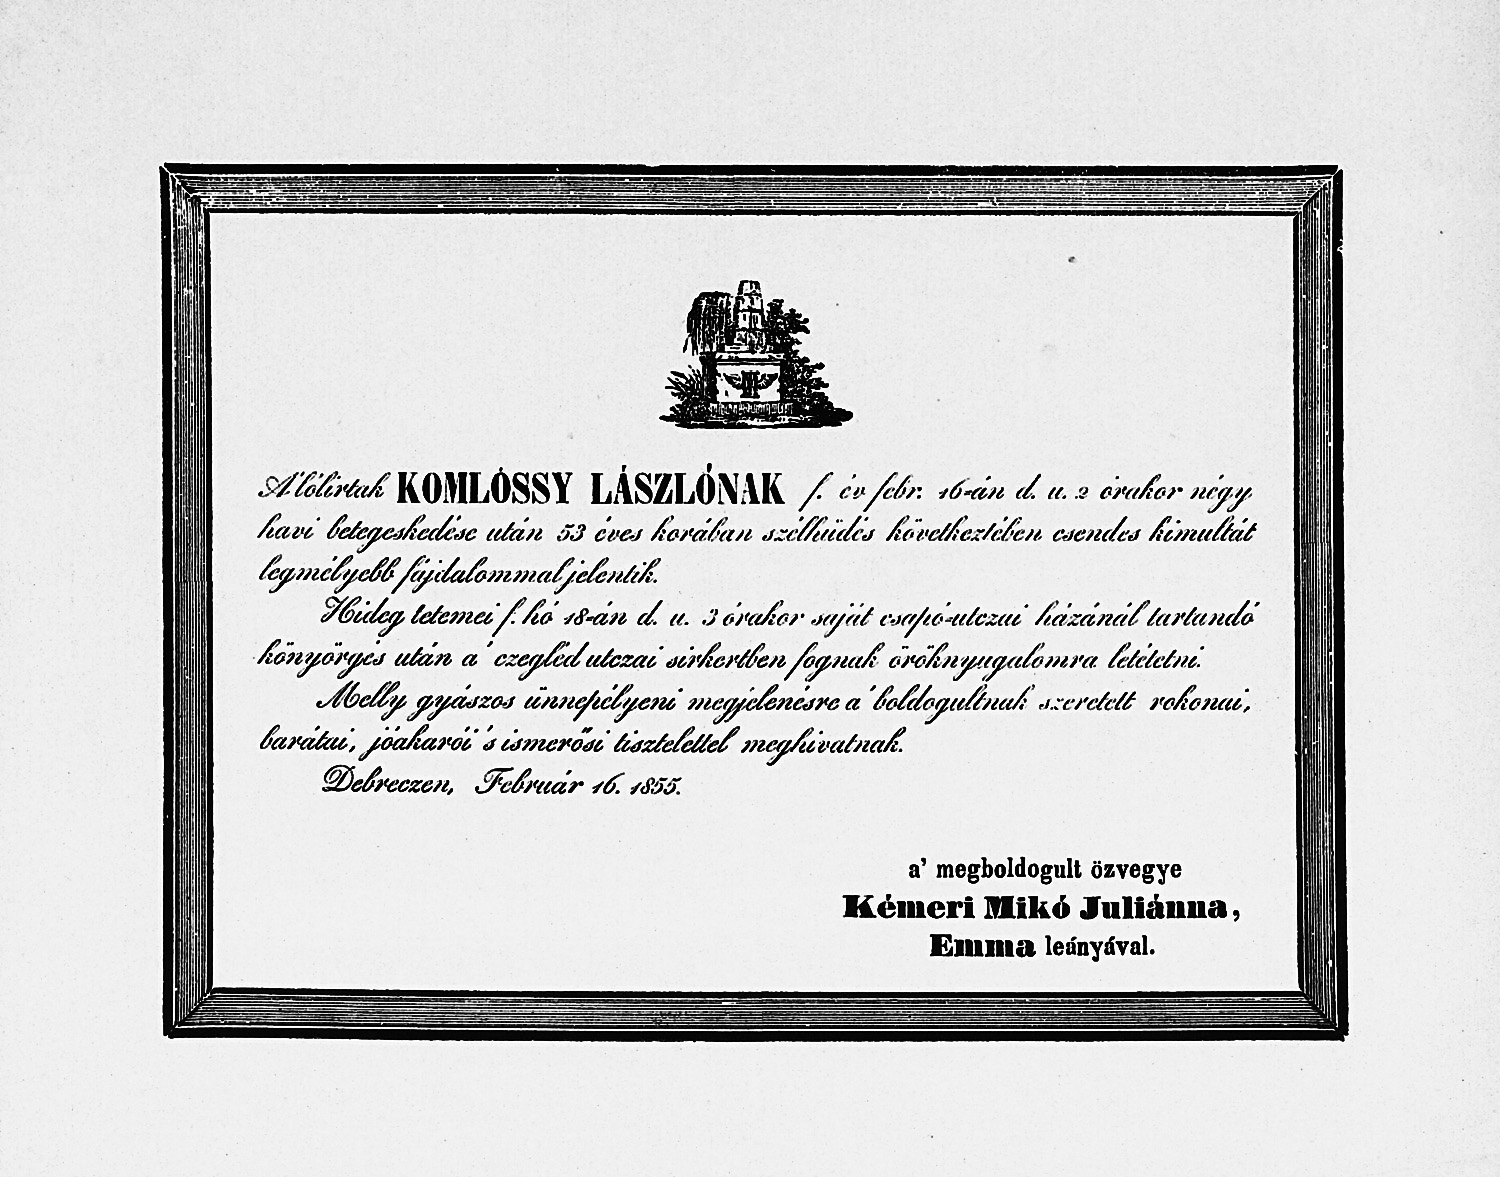 A'lólirtak KOMLÓSSY LÁSZLÓNAK f. év febr. 16-án d. u. 2 órakor négy
havi betegeskedése után 53 éves korában szélhüdés következtében csendes kimultát
legmélyebb fájdalommal jelentik.
Hideg tetemei f. hó 18-án d. u. 3 órakor saját csapó-utczai házánál tartandó
könyörgés után a' czegléd utczai sirkertben fognak öröknyugalomra letétetni.
Melly gyászos ünnepélyeni megjelenésre a' boldogultnak szeretett rokonai,
barátai, jóakarói 's ismerősi tisztelettel meghivatnak.
Debreczen, Február 16. 1855.
a' megboldogult özvegye
Kémeri Mikó Juliánna,
Emma leányával.